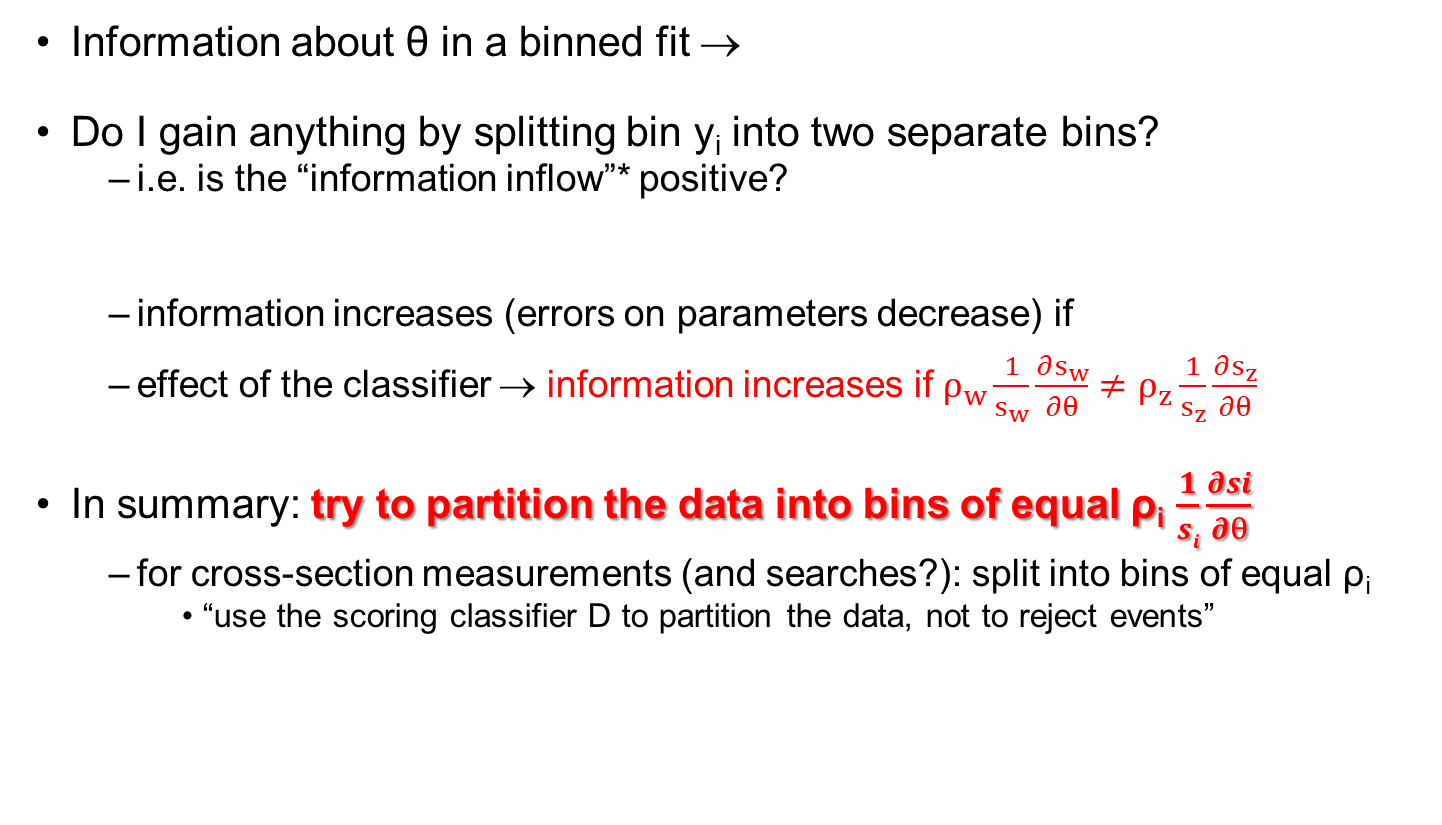 • Information about θ in a binned fit →
• Do I gain anything by splitting bin yᵢ into two separate bins?
– i.e. is the “information inflow”* positive?
– information increases (errors on parameters decrease) if
– effect of the classifier → information increases if ρ_w (1/s_w) (∂s_w/∂θ) ≠ ρ_z (1/s_z) (∂s_z/∂θ)
• In summary: try to partition the data into bins of equal ρᵢ (1/sᵢ) (∂si/∂θ)
– for cross-section measurements (and searches?): split into bins of equal ρᵢ
• “use the scoring classifier D to partition the data, not to reject events”